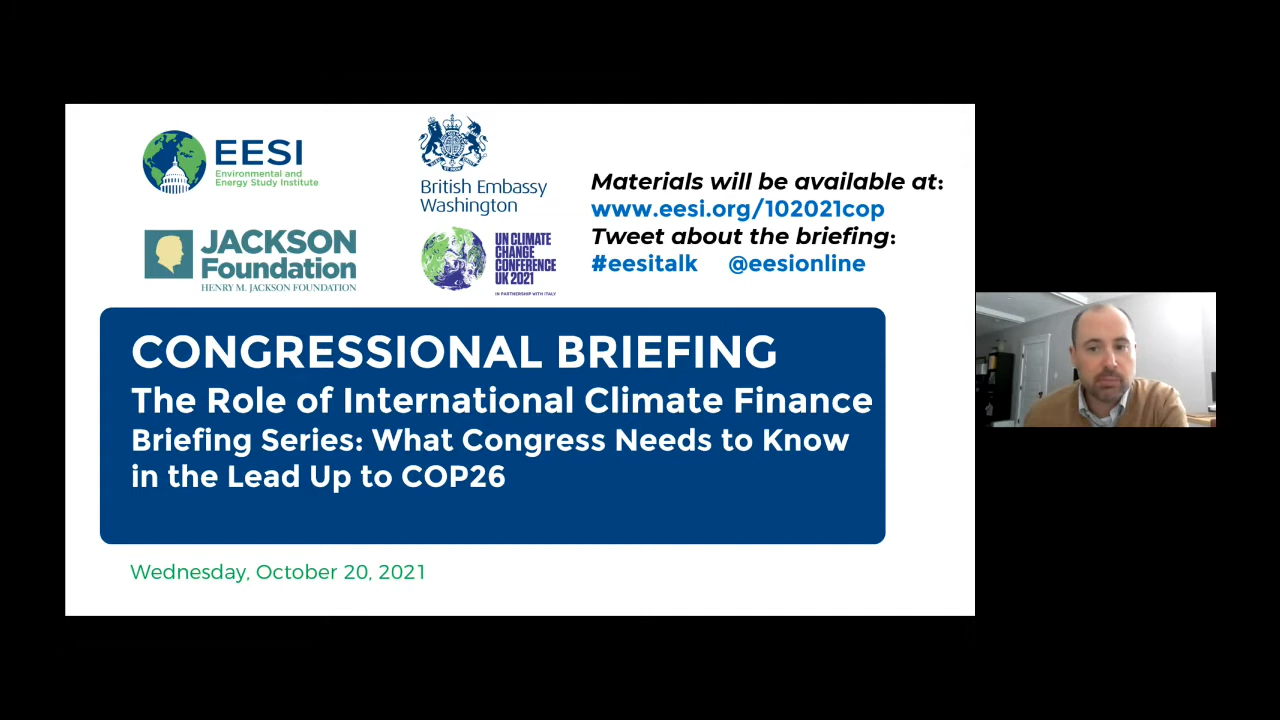 EESI
Environmental and
Energy Study Institute
British Embassy
Washington
JACKSON
Foundation
HENRY M. JACKSON FOUNDATION
UN CLIMATE
CHANGE
CONFERENCE
UK 2021
IN PARTNERSHIP WITH ITALY
Materials will be available at:
www.eesi.org/102021cop
Tweet about the briefing:
#eesitalk @eesionline
CONGRESSIONAL BRIEFING
The Role of International Climate Finance
Briefing Series: What Congress Needs to Know
in the Lead Up to COP26
Wednesday, October 20, 2021